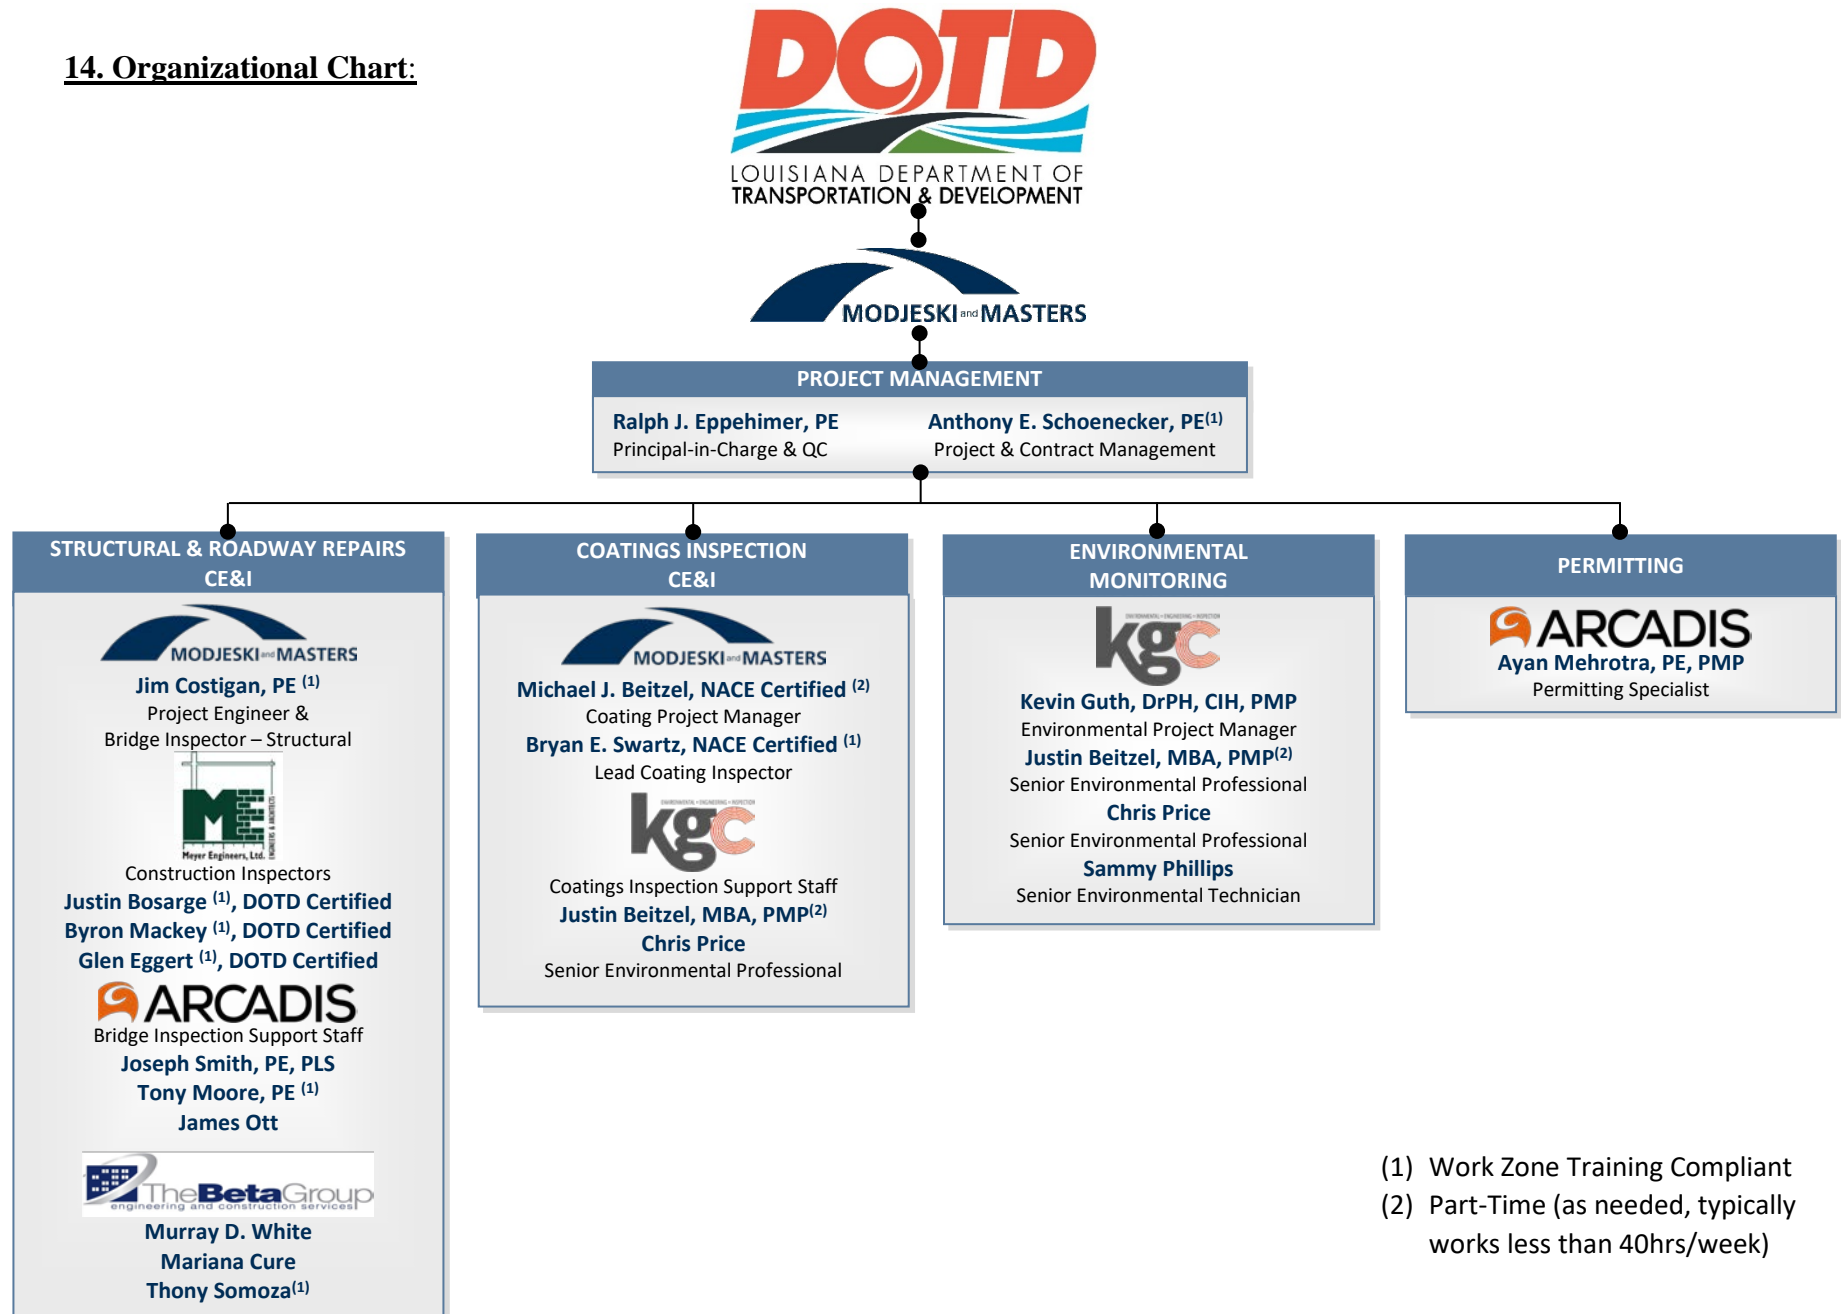 14. Organizational Chart:
DOTD
LOUISIANA DEPARTMENT OF
TRANSPORTATION & DEVELOPMENT
MODJESKI and MASTERS
PROJECT MANAGEMENT
Ralph J. Eppehimer, PE
Principal-in-Charge & QC
Anthony E. Schoenecker, PE(1)
Project & Contract Management
STRUCTURAL & ROADWAY REPAIRS
CE&I
MODJESKI and MASTERS
Jim Costigan, PE (1)
Project Engineer &
Bridge Inspector – Structural
ME
ENGINEERS & ARCHITECTS
Meyer Engineers, Ltd.
Construction Inspectors
Justin Bosarge (1), DOTD Certified
Byron Mackey (1), DOTD Certified
Glen Eggert (1), DOTD Certified
ARCADIS
Bridge Inspection Support Staff
Joseph Smith, PE, PLS
Tony Moore, PE (1)
James Ott
TheBetaGroup
engineering and construction services
Murray D. White
Mariana Cure
Thony Somoza(1)
COATINGS INSPECTION
CE&I
MODJESKI and MASTERS
Michael J. Beitzel, NACE Certified (2)
Coating Project Manager
Bryan E. Swartz, NACE Certified (1)
Lead Coating Inspector
ENVIRONMENTAL • ENGINEERING • INSPECTION
kgc
Coatings Inspection Support Staff
Justin Beitzel, MBA, PMP(2)
Chris Price
Senior Environmental Professional
ENVIRONMENTAL
MONITORING
ENVIRONMENTAL • ENGINEERING • INSPECTION
kgc
Kevin Guth, DrPH, CIH, PMP
Environmental Project Manager
Justin Beitzel, MBA, PMP(2)
Senior Environmental Professional
Chris Price
Senior Environmental Professional
Sammy Phillips
Senior Environmental Technician
PERMITTING
ARCADIS
Ayan Mehrotra, PE, PMP
Permitting Specialist
(1) Work Zone Training Compliant
(2) Part-Time (as needed, typically
works less than 40hrs/week)